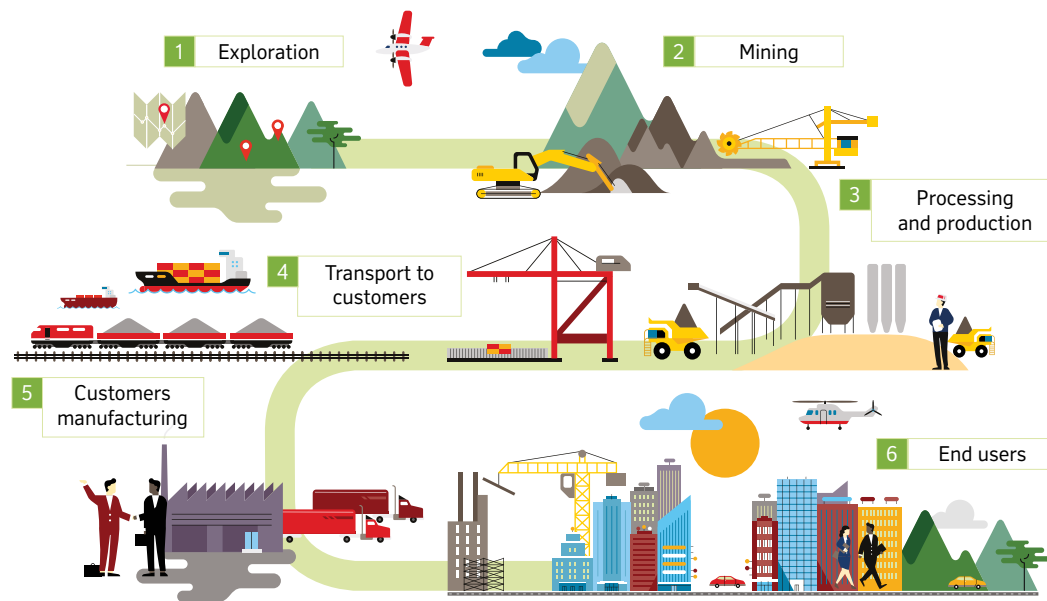 1 Exploration
2 Mining
3 Processing
and production
4 Transport to
customers
5 Customers
manufacturing
6 End users